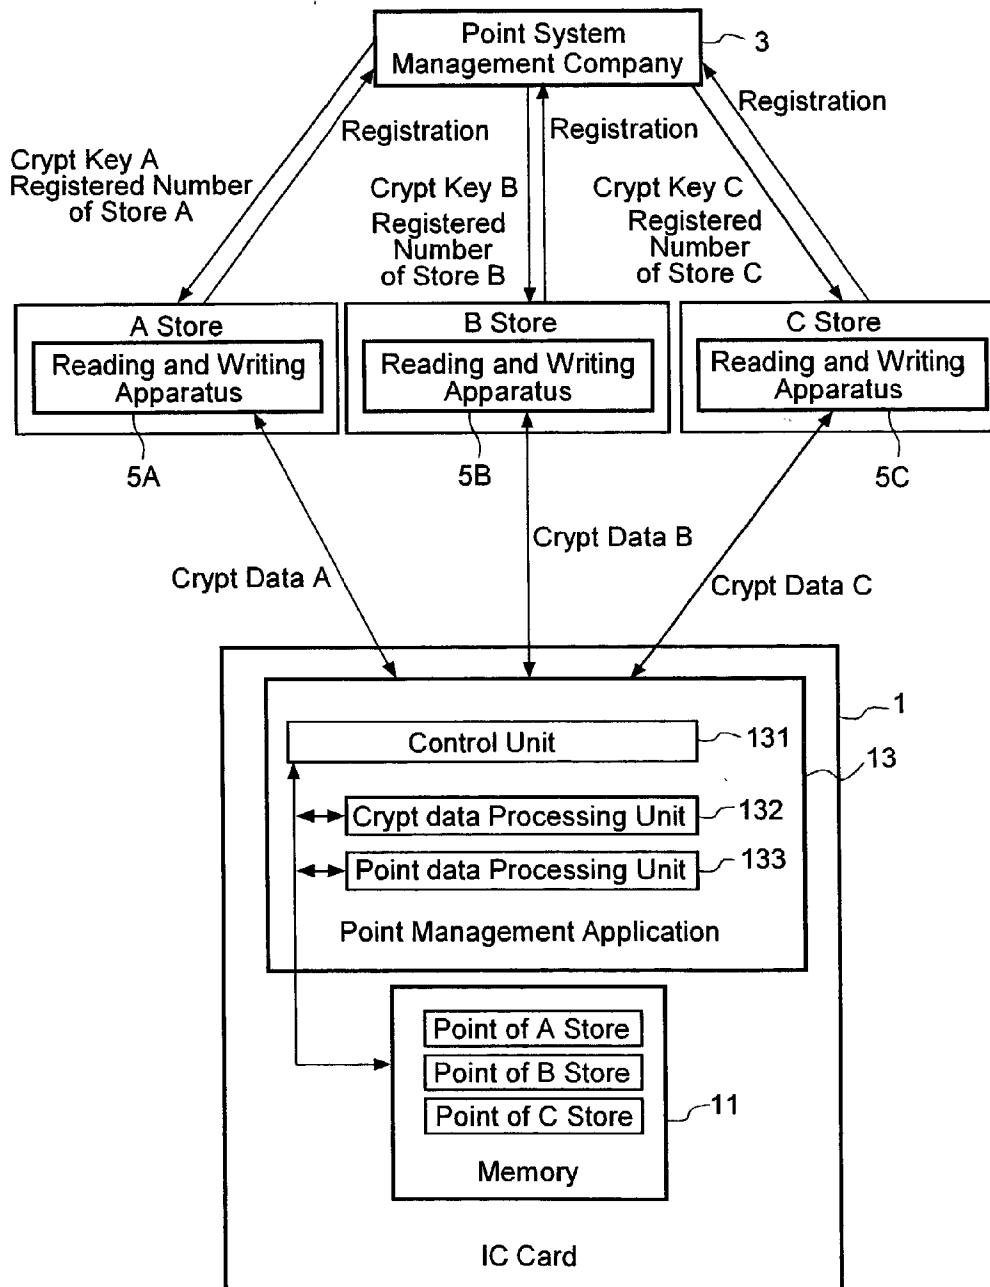 Point System
Management Company
3
Registration
Registration
Registration
Crypt Key A
Registered Number
of Store A
Crypt Key B
Registered
Number
of Store B
Crypt Key C
Registered
Number
of Store C
A Store
Reading and Writing
Apparatus
B Store
Reading and Writing
Apparatus
C Store
Reading and Writing
Apparatus
5A
5B
5C
Crypt Data A
Crypt Data B
Crypt Data C
1
13
Control Unit
131
Crypt data Processing Unit
132
Point data Processing Unit
133
Point Management Application
Point of A Store
Point of B Store
Point of C Store
11
Memory
IC Card